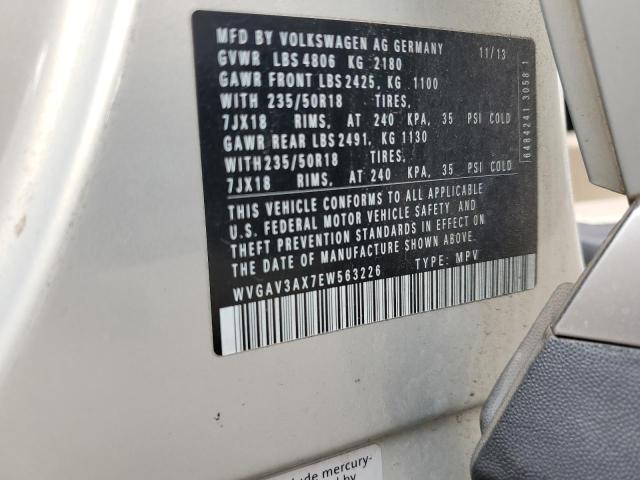 MFD BY VOLKSWAGEN AG GERMANY 11/13
GVWR LBS 4806 KG 2180
GAWR FRONT LBS 2425, KG 1100
WITH 235/50R18 TIRES,
7JX18 RIMS, AT 240 KPA, 35 PSI COLD
GAWR REAR LBS 2491, KG 1130
WITH 235/50R18 TIRES,
7JX18 RIMS, AT 240 KPA, 35 PSI COLD
THIS VEHICLE CONFORMS TO ALL APPLICABLE
U.S. FEDERAL MOTOR VEHICLE SAFETY AND
THEFT PREVENTION STANDARDS IN EFFECT ON
THE DATE OF MANUFACTURE SHOWN ABOVE.
WVGAV3AX7EW563226 TYPE: MPV
6484241 3058 1
clude mercury-
d by